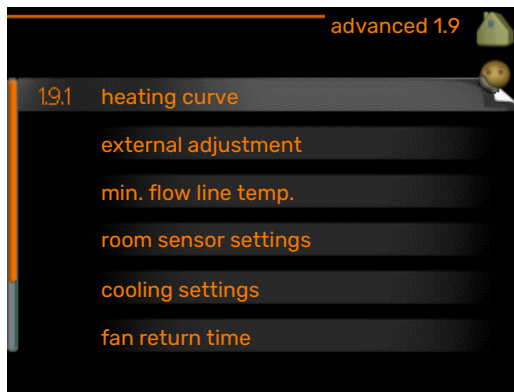 advanced 1.9
1.9.1 heating curve
external adjustment
min. flow line temp.
room sensor settings
cooling settings
fan return time